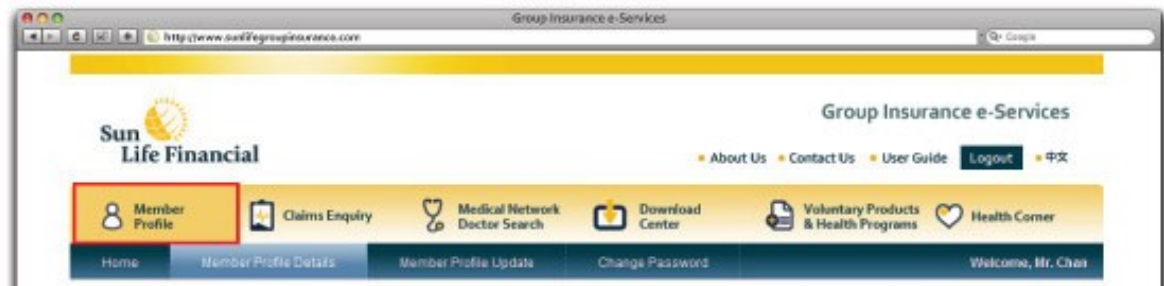 Group Insurance e-Services
http://www.sunlifegroupinsurance.com
Google
Group Insurance e-Services
Sun
Life Financial
About Us Contact Us User Guide Logout 中文
Member
Profile
Claims Enquiry
Medical Network
Doctor Search
Download
Center
Voluntary Products
& Health Programs
Health Corner
Home Member Profile Details Member Profile Update Change Password Welcome, Mr. Chan